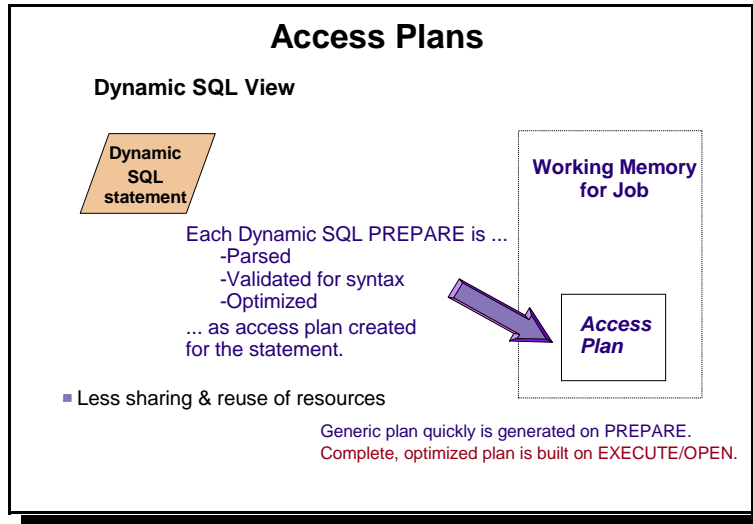 Access Plans
Dynamic SQL View
Dynamic
SQL
statement
Working Memory
for Job
Each Dynamic SQL PREPARE is ...
-Parsed
-Validated for syntax
-Optimized
... as access plan created
for the statement.
Access
Plan
Less sharing & reuse of resources
Generic plan quickly is generated on PREPARE.
Complete, optimized plan is built on EXECUTE/OPEN.